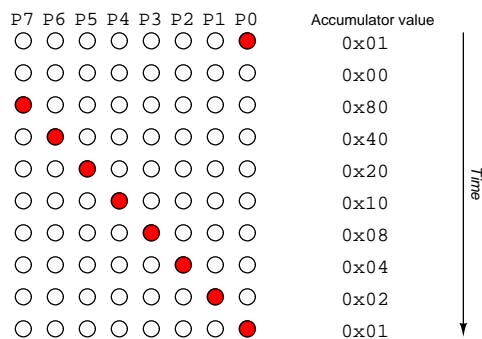 P7 P6 P5 P4 P3 P2 P1 P0 Accumulator value
0x01
0x00
0x80
0x40
0x20
0x10
0x08
0x04
0x02
0x01
Time